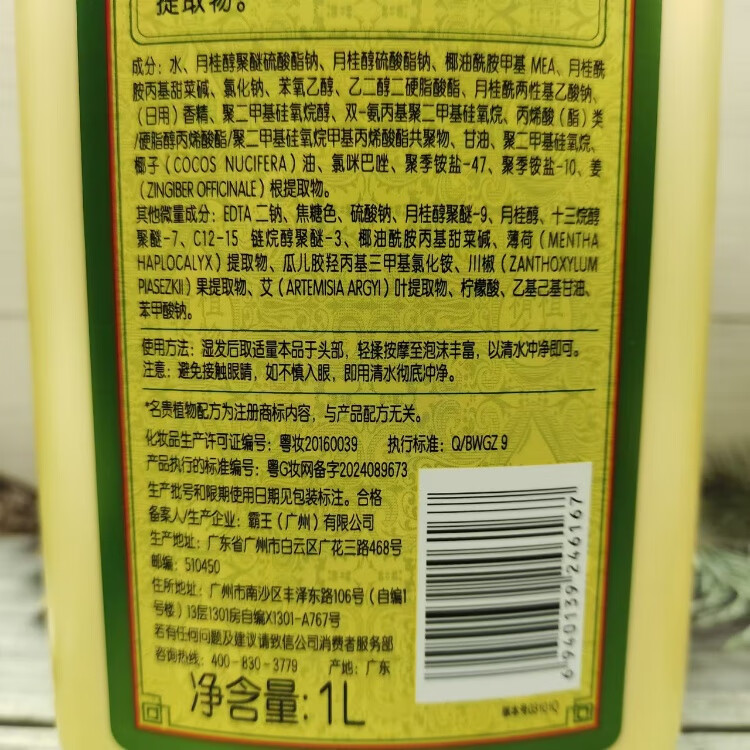 提取物。
成分：水、月桂醇聚醚硫酸酯钠、月桂醇硫酸酯钠、椰油酰胺甲基 MEA、月桂酰
胺丙基甜菜碱、氯化钠、苯氧乙醇、乙二醇二硬脂酸酯、月桂酰两性基乙酸钠、
（日用）香精、聚二甲基硅氧烷醇、双-氨丙基聚二甲基硅氧烷、丙烯酸（酯）类
/硬脂醇丙烯酸酯/聚二甲基硅氧烷甲基丙烯酸酯共聚物、甘油、聚二甲基硅氧烷、
椰子（COCOS NUCIFERA）油、氯咪巴唑、聚季铵盐-47、聚季铵盐-10、姜
（ZINGIBER OFFICINALE）根提取物。
其他微量成分：EDTA 二钠、焦糖色、硫酸钠、月桂醇聚醚-9、月桂醇、十三烷醇
聚醚-7、C12-15 链烷醇聚醚-3、椰油酰胺丙基甜菜碱、薄荷（MENTHA
HAPLOCALYX）提取物、瓜儿胶羟丙基三甲基氯化铵、川椒（ZANTHOXYLUM
PIASEZKII）果提取物、艾（ARTEMISIA ARGYI）叶提取物、柠檬酸、乙基己基甘油、
苯甲酸钠。
使用方法：湿发后取适量本品于头部，轻揉按摩至泡沫丰富，以清水冲净即可。
注意：避免接触眼睛，如不慎入眼，即用清水彻底冲净。
*名贵植物配方为注册商标内容，与产品配方无关。
化妆品生产许可证编号：粤妆20160039 执行标准：Q/BWGZ 9
产品执行的标准编号：粤G妆网备字2024089673
生产批号和限期使用日期见包装标注。合格
备案人/生产企业：霸王（广州）有限公司
生产地址：广东省广州市白云区广花三路468号
邮编：510450
住所地址：广州市南沙区丰泽东路106号（自编1
号楼）13层1301房自编X1301-A767号
若有任何问题及建议请致信公司消费者服务部
咨询热线：400-830-3779 产地：广东
净含量：1L
6940139246167